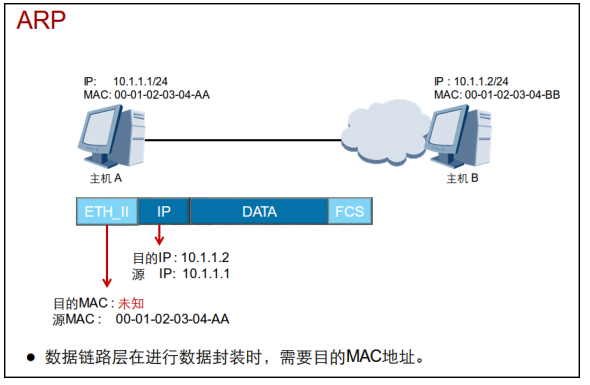 ARP
IP: 10.1.1.1/24
MAC: 00-01-02-03-04-AA
IP : 10.1.1.2/24
MAC: 00-01-02-03-04-BB
主机 A
主机 B
ETH_II IP DATA FCS
目的IP : 10.1.1.2
源 IP: 10.1.1.1
目的MAC : 未知
源MAC : 00-01-02-03-04-AA
● 数据链路层在进行数据封装时，需要目的MAC地址。